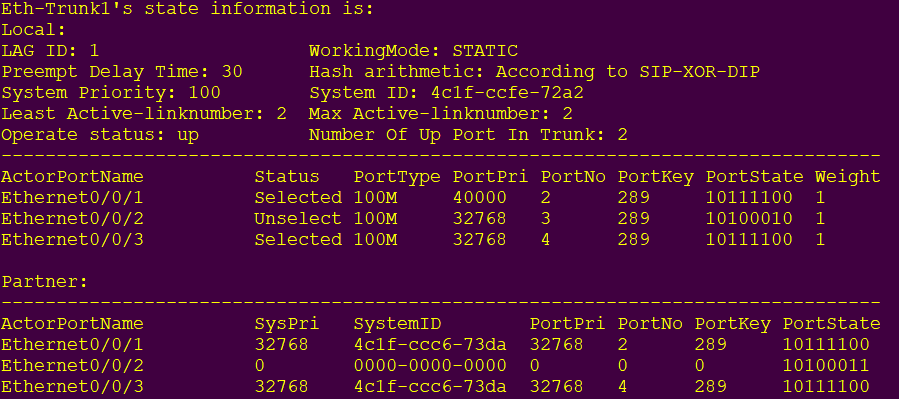 Eth-Trunk1's state information is:
Local:
LAG ID: 1                   WorkingMode: STATIC
Preempt Delay Time: 30      Hash arithmetic: According to SIP-XOR-DIP
System Priority: 100        System ID: 4c1f-ccfe-72a2
Least Active-linknumber: 2  Max Active-linknumber: 2
Operate status: up          Number Of Up Port In Trunk: 2
--------------------------------------------------------------------------------
ActorPortName          Status   PortType PortPri PortNo PortKey PortState Weight
Ethernet0/0/1          Selected 100M     40000   2      289     10111100  1
Ethernet0/0/2          Unselect 100M     32768   3      289     10100010  1
Ethernet0/0/3          Selected 100M     32768   4      289     10111100  1

Partner:
--------------------------------------------------------------------------------
ActorPortName          SysPri   SystemID        PortPri PortNo PortKey PortState
Ethernet0/0/1          32768    4c1f-ccc6-73da  32768   2      289     10111100
Ethernet0/0/2          0        0000-0000-0000  0       0      0       10100011
Ethernet0/0/3          32768    4c1f-ccc6-73da  32768   4      289     10111100